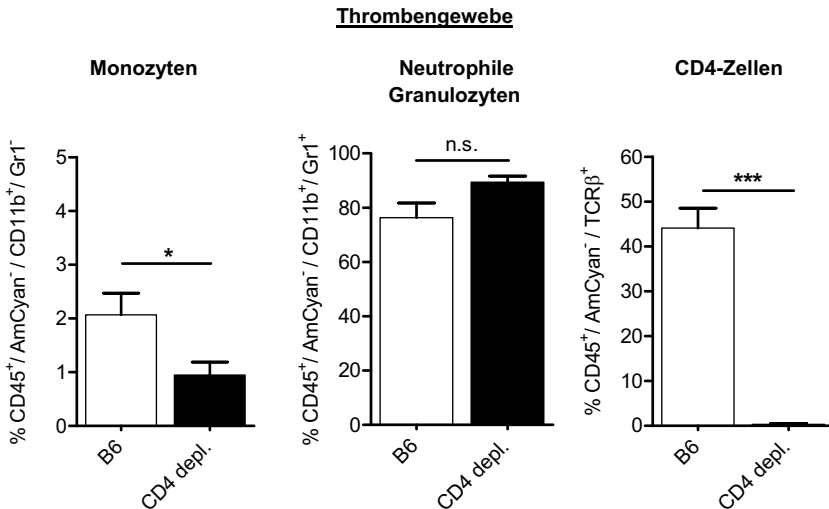 Thrombengewebe
Monozyten
% CD45⁺/ AmCyan⁻ / CD11b⁺/ Gr1⁻
5
4
3
2
1
0
*
B6
CD4 depl.
Neutrophile
Granulozyten
% CD45⁺/ AmCyan⁻ / CD11b⁺/ Gr1⁺
100
80
60
40
20
0
n.s.
B6
CD4 depl.
CD4-Zellen
% CD45⁺/ AmCyan⁻ / TCRβ⁺
60
50
40
30
20
10
0
***
B6
CD4 depl.